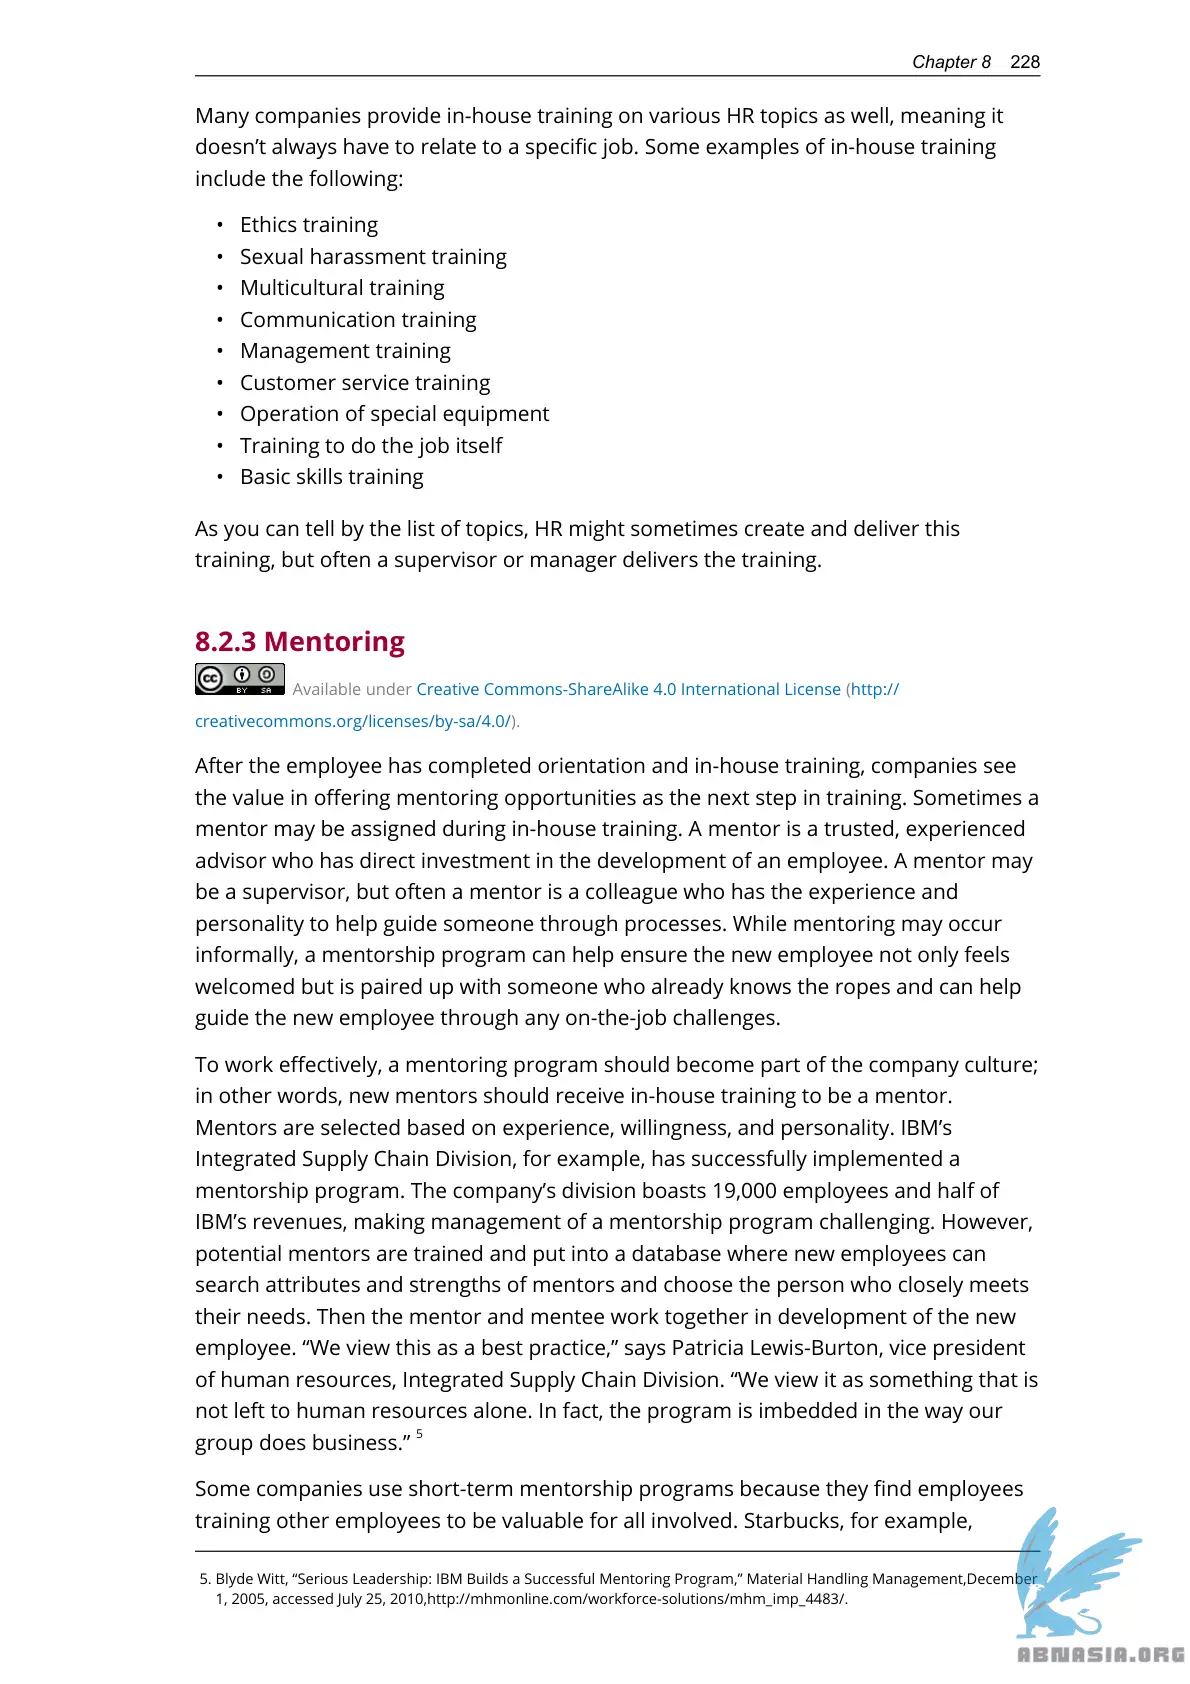 Chapter 8 228
Many companies provide in-house training on various HR topics as well, meaning it
doesn’t always have to relate to a specific job. Some examples of in-house training
include the following:
• Ethics training
• Sexual harassment training
• Multicultural training
• Communication training
• Management training
• Customer service training
• Operation of special equipment
• Training to do the job itself
• Basic skills training
As you can tell by the list of topics, HR might sometimes create and deliver this
training, but often a supervisor or manager delivers the training.
8.2.3 Mentoring
cc BY SA Available under Creative Commons-ShareAlike 4.0 International License (http://
creativecommons.org/licenses/by-sa/4.0/).
After the employee has completed orientation and in-house training, companies see
the value in offering mentoring opportunities as the next step in training. Sometimes a
mentor may be assigned during in-house training. A mentor is a trusted, experienced
advisor who has direct investment in the development of an employee. A mentor may
be a supervisor, but often a mentor is a colleague who has the experience and
personality to help guide someone through processes. While mentoring may occur
informally, a mentorship program can help ensure the new employee not only feels
welcomed but is paired up with someone who already knows the ropes and can help
guide the new employee through any on-the-job challenges.
To work effectively, a mentoring program should become part of the company culture;
in other words, new mentors should receive in-house training to be a mentor.
Mentors are selected based on experience, willingness, and personality. IBM’s
Integrated Supply Chain Division, for example, has successfully implemented a
mentorship program. The company’s division boasts 19,000 employees and half of
IBM’s revenues, making management of a mentorship program challenging. However,
potential mentors are trained and put into a database where new employees can
search attributes and strengths of mentors and choose the person who closely meets
their needs. Then the mentor and mentee work together in development of the new
employee. “We view this as a best practice,” says Patricia Lewis-Burton, vice president
of human resources, Integrated Supply Chain Division. “We view it as something that is
not left to human resources alone. In fact, the program is imbedded in the way our
group does business.” 5
Some companies use short-term mentorship programs because they find employees
training other employees to be valuable for all involved. Starbucks, for example,
5. Blyde Witt, “Serious Leadership: IBM Builds a Successful Mentoring Program,” Material Handling Management,December
1, 2005, accessed July 25, 2010,http://mhmonline.com/workforce-solutions/mhm_imp_4483/.
ABNASIA.ORG